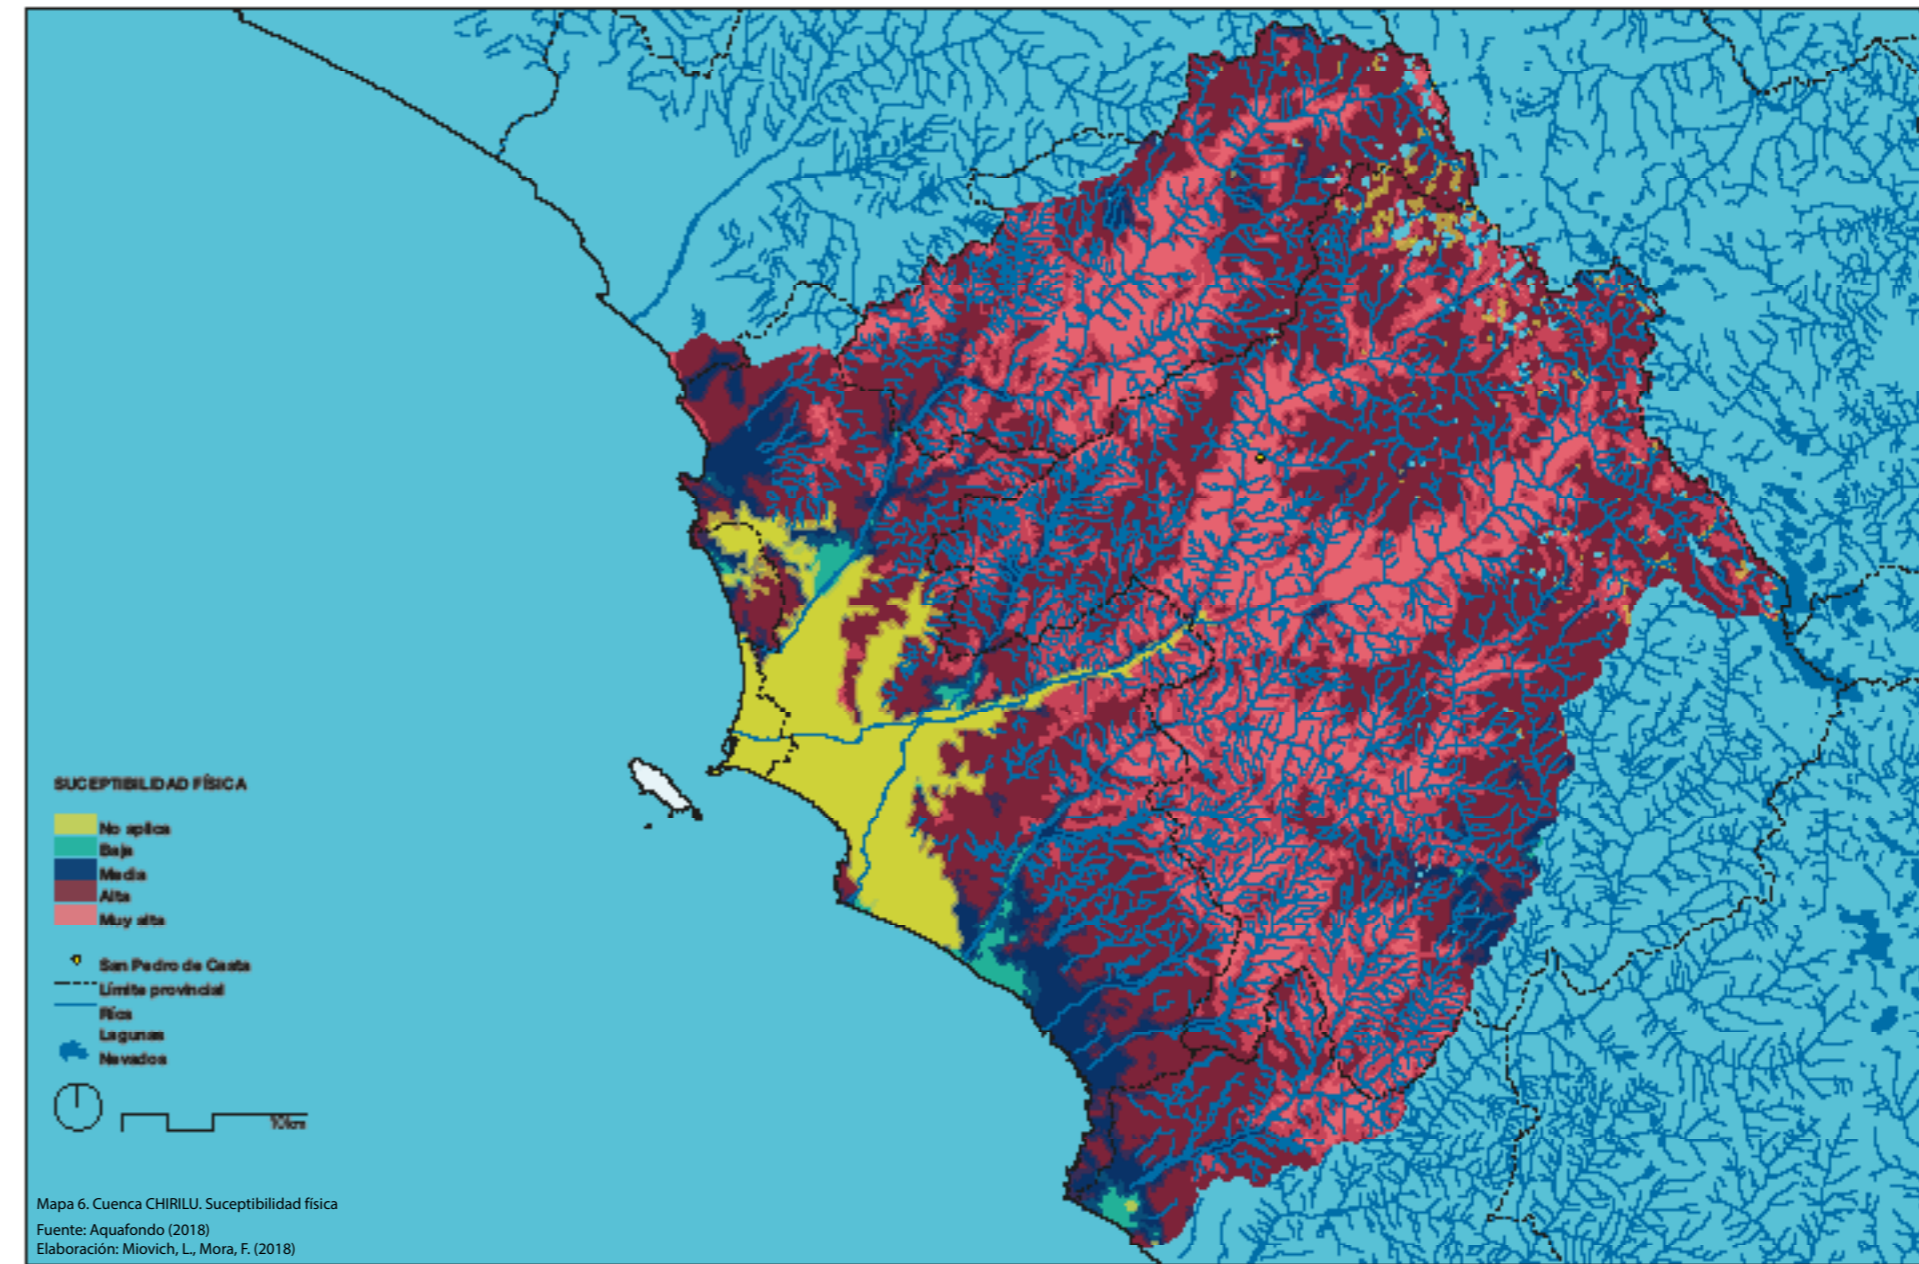 SUCEPTIBILIDAD FÍSICA
No aplica
Baja
Media
Alta
Muy alta
San Pedro de Casta
Límite provincial
Ríos
Lagunas
Nevados
10km
Mapa 6. Cuenca CHIRILU. Suceptibilidad física
Fuente: Aquafondo (2018)
Elaboración: Miovich, L., Mora, F. (2018)